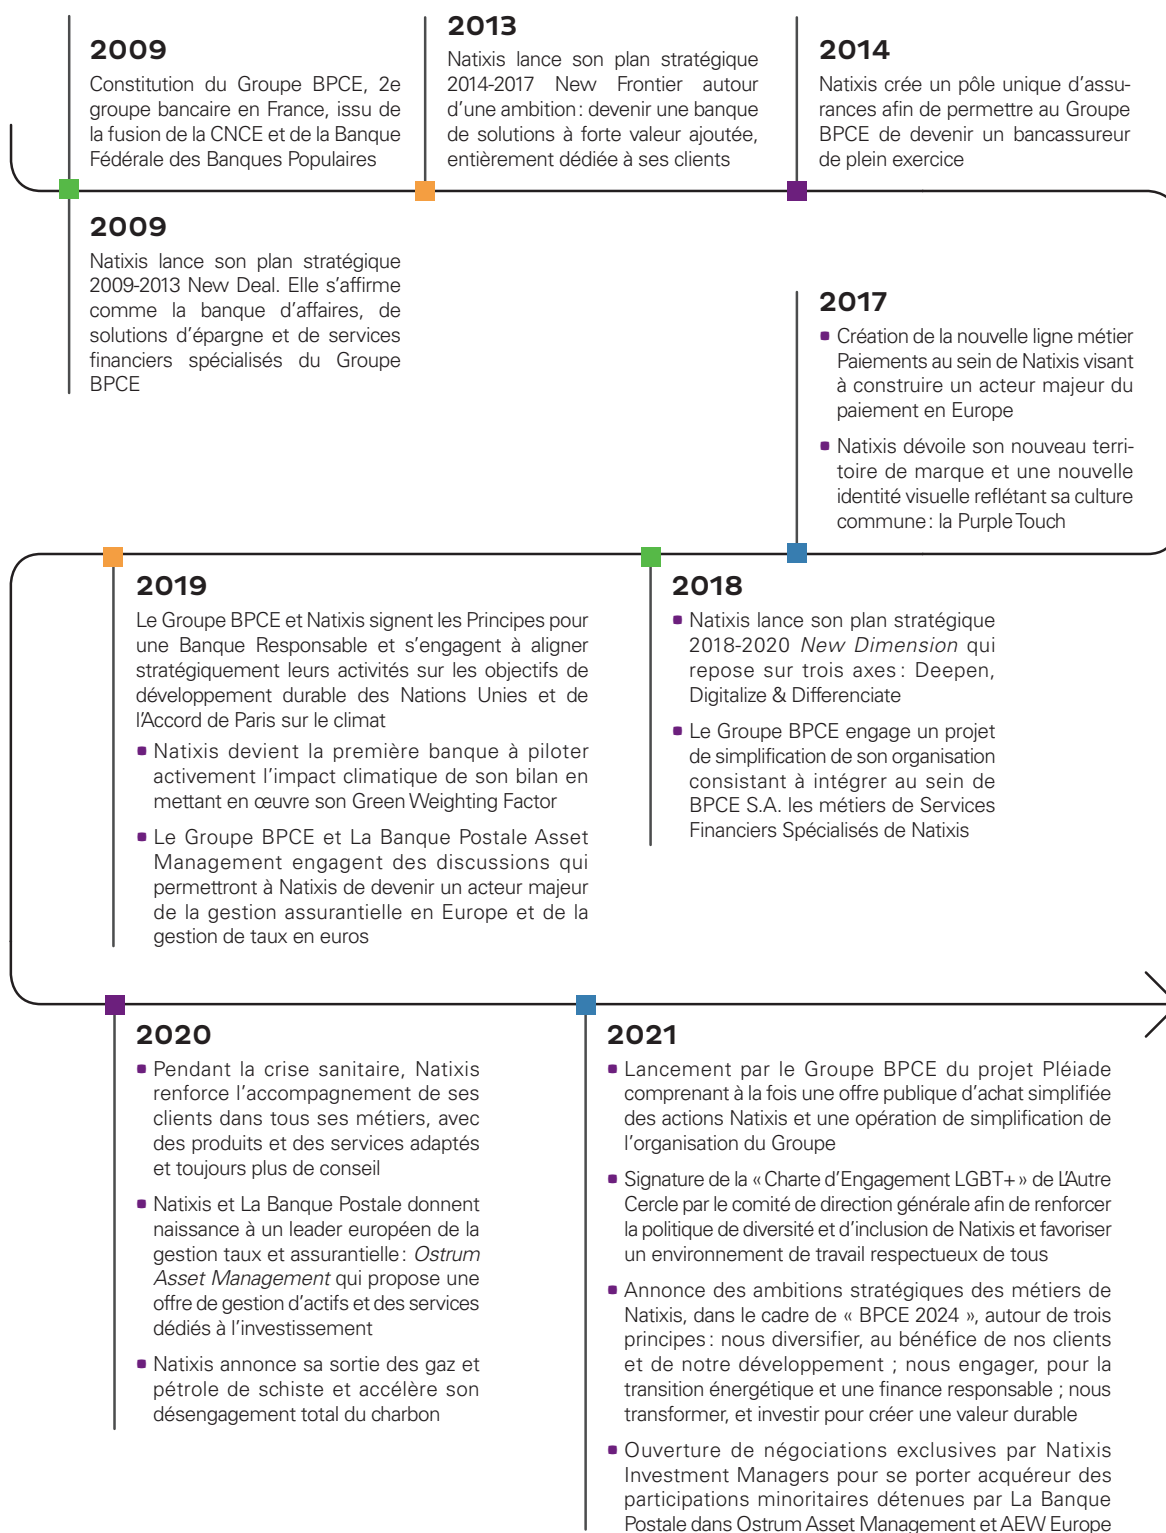 2009
Constitution du Groupe BPCE, 2e
groupe bancaire en France, issu de
la fusion de la CNCE et de la Banque
Fédérale des Banques Populaires
2009
Natixis lance son plan stratégique
2009-2013 New Deal. Elle s’affirme
comme la banque d’affaires, de
solutions d’épargne et de services
financiers spécialisés du Groupe
BPCE
2013
Natixis lance son plan stratégique
2014-2017 New Frontier autour
d’une ambition : devenir une banque
de solutions à forte valeur ajoutée,
entièrement dédiée à ses clients
2014
Natixis crée un pôle unique d’assu-
rances afin de permettre au Groupe
BPCE de devenir un bancassureur
de plein exercice
2017
Création de la nouvelle ligne métier
Paiements au sein de Natixis visant
à construire un acteur majeur du
paiement en Europe
Natixis dévoile son nouveau terri-
toire de marque et une nouvelle
identité visuelle reflétant sa culture
commune : la Purple Touch
2018
Natixis lance son plan stratégique
2018-2020 New Dimension qui
repose sur trois axes : Deepen,
Digitalize & Differenciate
Le Groupe BPCE engage un projet
de simplification de son organisation
consistant à intégrer au sein de
BPCE S.A. les métiers de Services
Financiers Spécialisés de Natixis
2019
Le Groupe BPCE et Natixis signent les Principes pour
une Banque Responsable et s’engagent à aligner
stratégiquement leurs activités sur les objectifs de
développement durable des Nations Unies et de
l’Accord de Paris sur le climat
Natixis devient la première banque à piloter
activement l’impact climatique de son bilan en
mettant en œuvre son Green Weighting Factor
Le Groupe BPCE et La Banque Postale Asset
Management engagent des discussions qui
permettront à Natixis de devenir un acteur majeur
de la gestion assurantielle en Europe et de la
gestion de taux en euros
2020
Pendant la crise sanitaire, Natixis
renforce l’accompagnement de ses
clients dans tous ses métiers, avec
des produits et des services adaptés
et toujours plus de conseil
Natixis et La Banque Postale donnent
naissance à un leader européen de la
gestion taux et assurantielle : Ostrum
Asset Management qui propose une
offre de gestion d’actifs et des services
dédiés à l’investissement
Natixis annonce sa sortie des gaz et
pétrole de schiste et accélère son
désengagement total du charbon
2021
Lancement par le Groupe BPCE du projet Pléiade
comprenant à la fois une offre publique d’achat simplifiée
des actions Natixis et une opération de simplification de
l’organisation du Groupe
Signature de la « Charte d’Engagement LGBT+ » de L’Autre
Cercle par le comité de direction générale afin de renforcer
la politique de diversité et d’inclusion de Natixis et favoriser
un environnement de travail respectueux de tous
Annonce des ambitions stratégiques des métiers de
Natixis, dans le cadre de « BPCE 2024 », autour de trois
principes : nous diversifier, au bénéfice de nos clients
et de notre développement ; nous engager, pour la
transition énergétique et une finance responsable ; nous
transformer, et investir pour créer une valeur durable
Ouverture de négociations exclusives par Natixis
Investment Managers pour se porter acquéreur des
participations minoritaires détenues par La Banque
Postale dans Ostrum Asset Management et AEW Europe